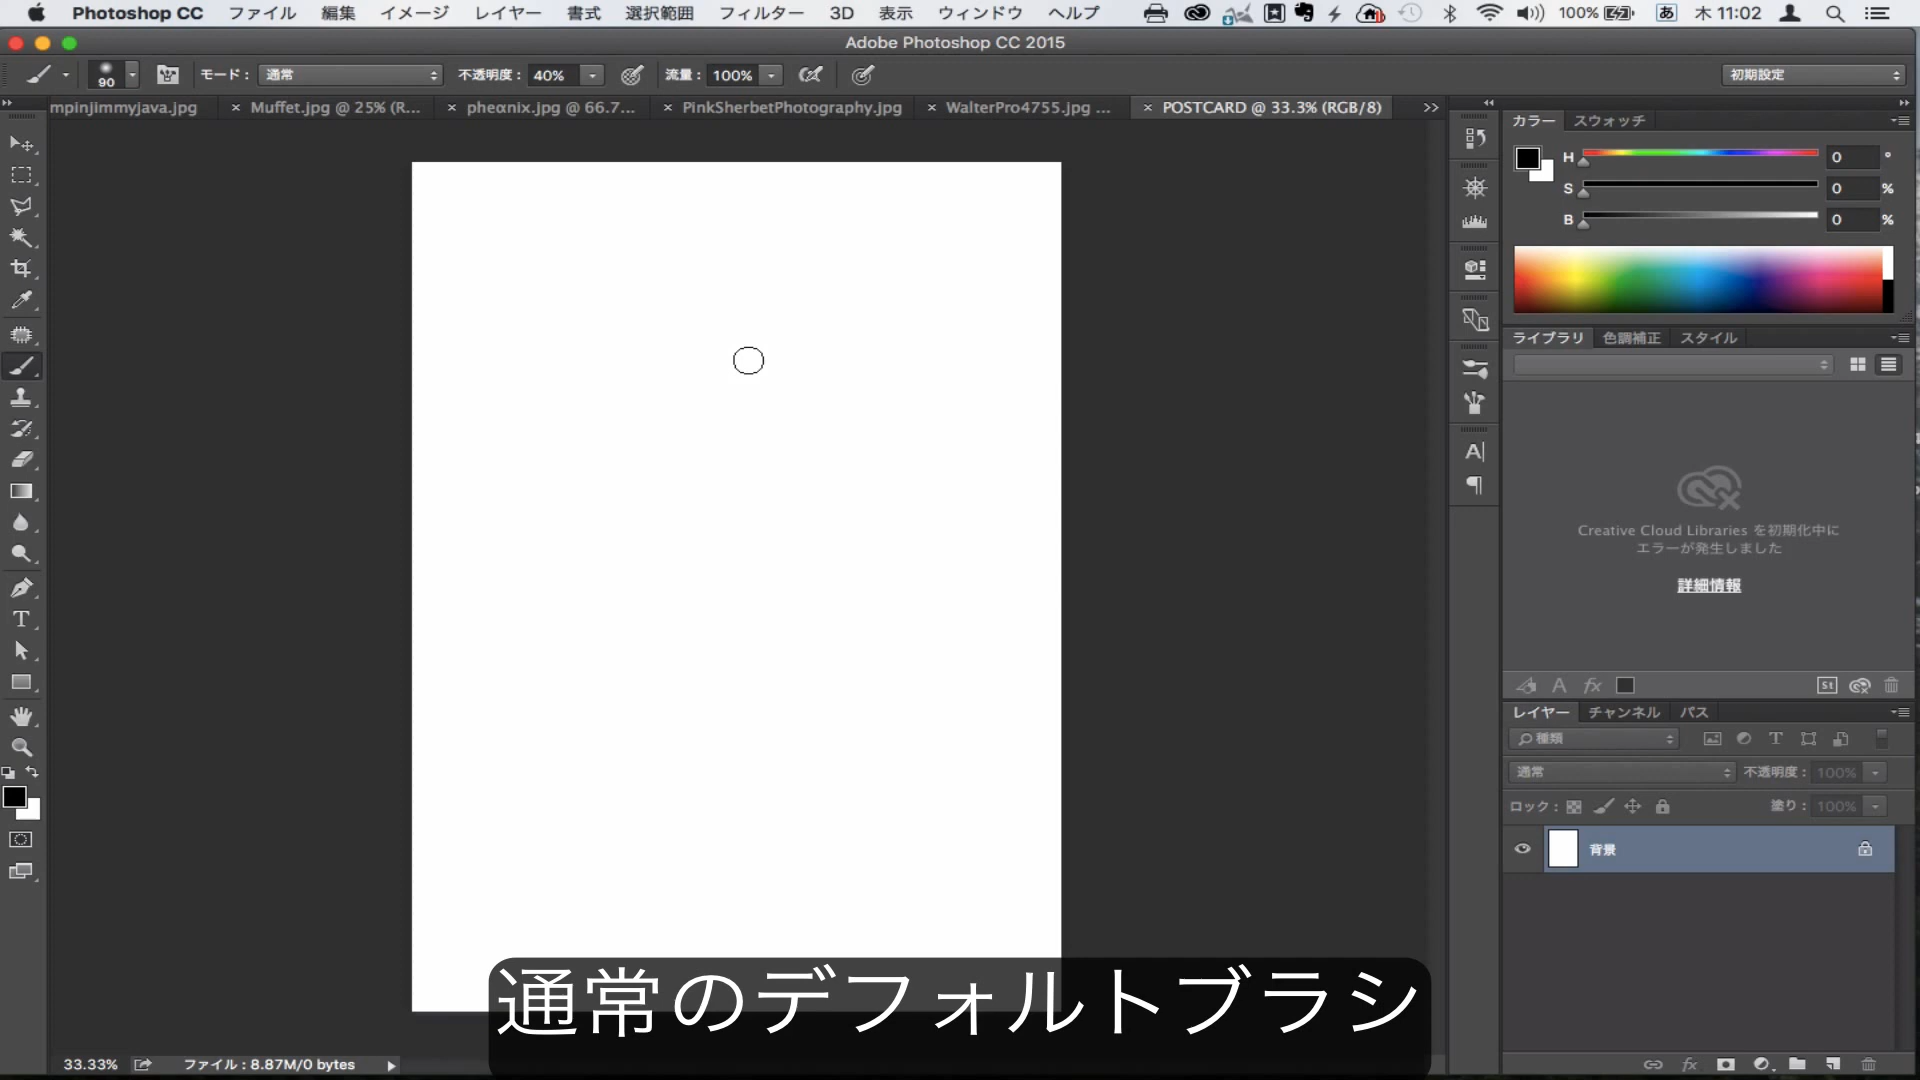 Photoshop CC ファイル 編集 イメージ レイヤー 書式 選択範囲 フィルター 3D 表示 ウィンドウ ヘルプ 100% あ 木 11:02
Adobe Photoshop CC 2015
90 モード: 通常 不透明度: 40% 流量: 100% 初期設定
mpinjimmyjava.jpg × Muffet.jpg @ 25% (R... × pheαnix.jpg @ 66.7... × PinkSherbetPhotography.jpg × WalterPro4755.jpg ... × POSTCARD @ 33.3% (RGB/8) >>
カラー スウォッチ
H 0 °
S 0 %
B 0 %
ライブラリ 色調補正 スタイル
Creative Cloud Libraries を初期化中に
エラーが発生しました
詳細情報
A fx St
レイヤー チャンネル パス
種類 T
通常 不透明度: 100%
ロック: 塗り: 100%
背景
通常のデフォルトブラシ
33.33% ファイル: 8.87M/0 bytes fx